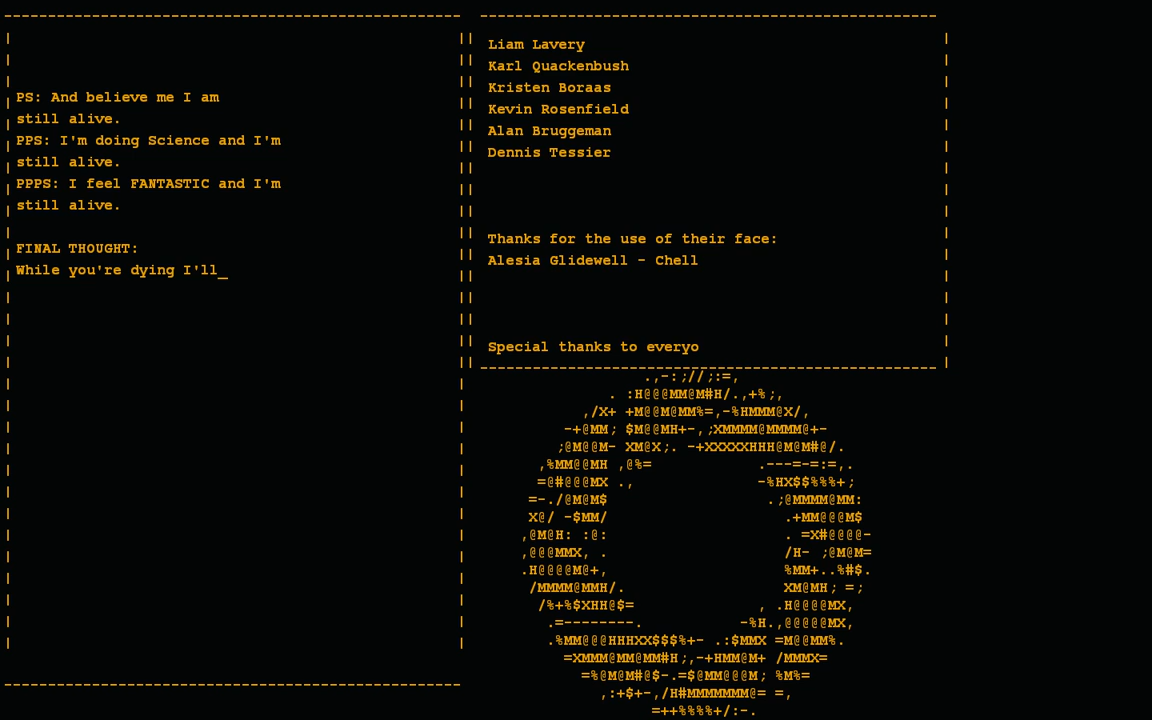 PS: And believe me I am
still alive.
PPS: I'm doing Science and I'm
still alive.
PPPS: I feel FANTASTIC and I'm
still alive.
FINAL THOUGHT:
While you're dying I'll_
Liam Lavery
Karl Quackenbush
Kristen Boraas
Kevin Rosenfield
Alan Bruggeman
Dennis Tessier
Thanks for the use of their face:
Alesia Glidewell - Chell
Special thanks to everyo